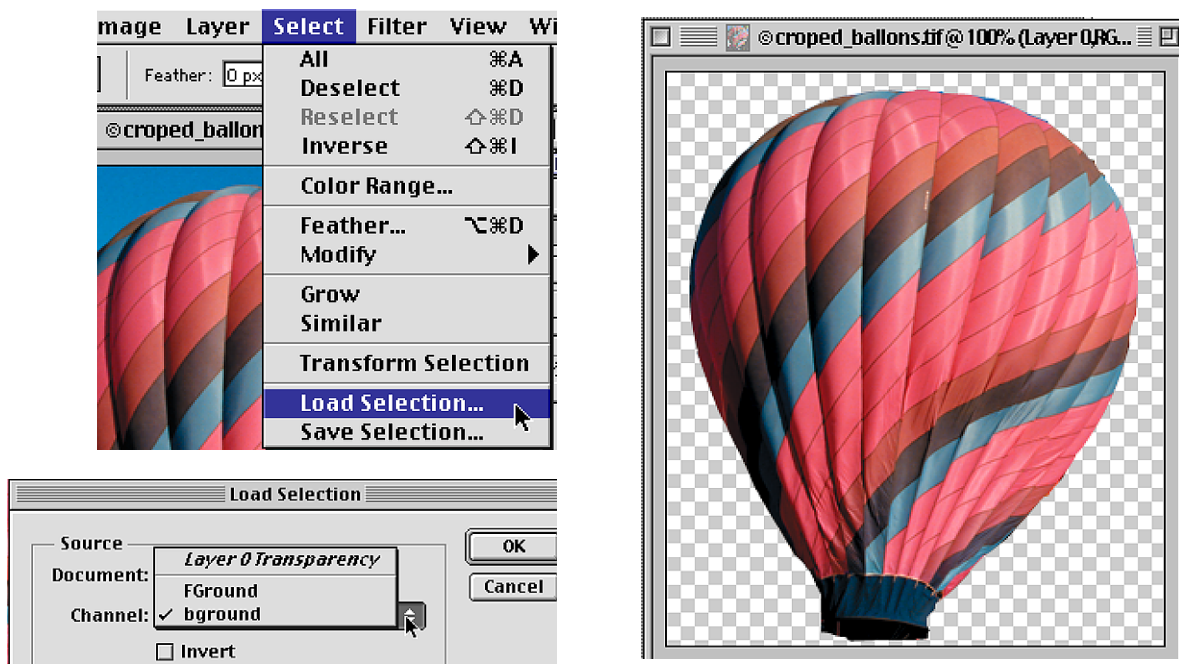 mage Layer Select Filter View Wi
Feather: 0 px
All ⌘A
Deselect ⌘D
Reselect ⇧⌘D
Inverse ⇧⌘I
©croped_ballon
Color Range...
Feather... ⌥⌘D
Modify
Grow
Similar
Transform Selection
Load Selection...
Save Selection...
Load Selection
Source
Document:
Layer 0 Transparency
FGround
Channel: ✓ bground
Invert
OK
Cancel
©croped_ballons.tif @ 100% (Layer 0,RG...